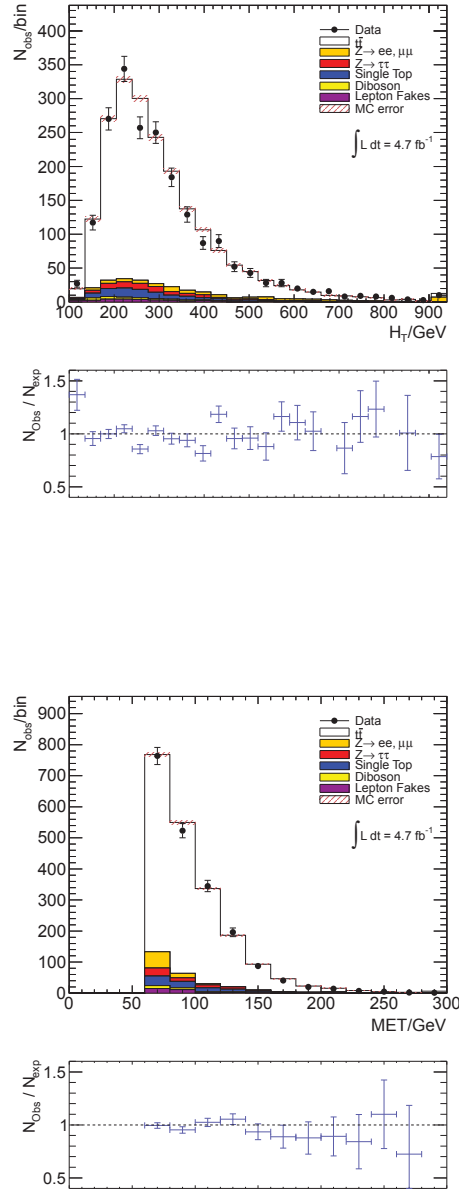 N_obs/bin
400
350
300
250
200
150
100
50
0
Data
tt̄
Z→ ee, μμ
Z→ ττ
Single Top
Diboson
Lepton Fakes
MC error
∫ L dt = 4.7 fb⁻¹
100 200 300 400 500 600 700 800 900
H_T/GeV
N_Obs / N_exp
1.5
1
0.5
N_obs/bin
900
800
700
600
500
400
300
200
100
0
Data
tt̄
Z→ ee, μμ
Z→ ττ
Single Top
Diboson
Lepton Fakes
MC error
∫ L dt = 4.7 fb⁻¹
0 50 100 150 200 250 300
MET/GeV
N_Obs / N_exp
1.5
1
0.5